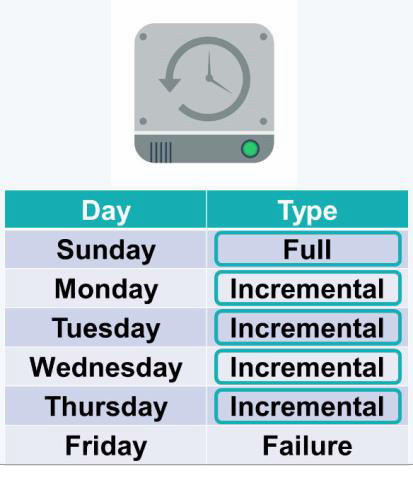 Day Type
Sunday Full
Monday Incremental
Tuesday Incremental
Wednesday Incremental
Thursday Incremental
Friday Failure